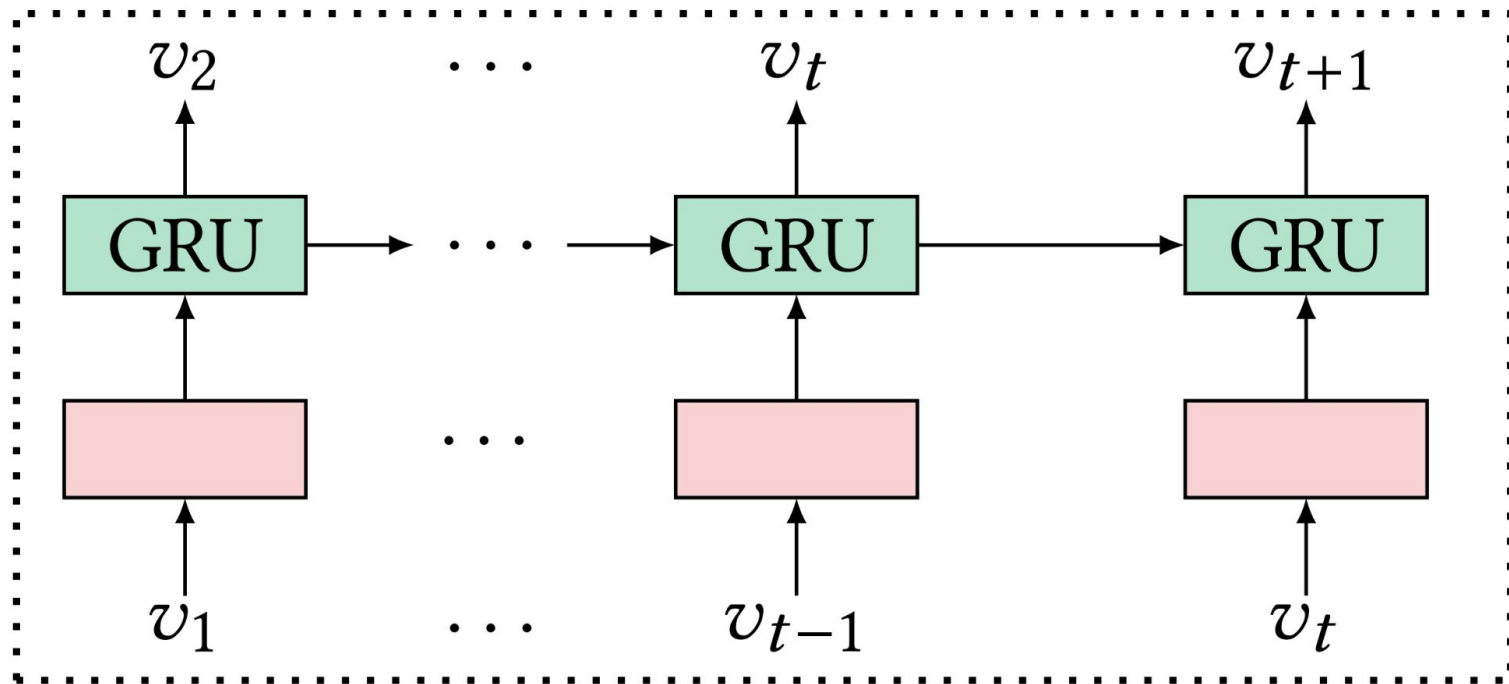 v2 ··· vt vt+1
GRU ··· GRU GRU
···
v1 ··· vt−1 vt